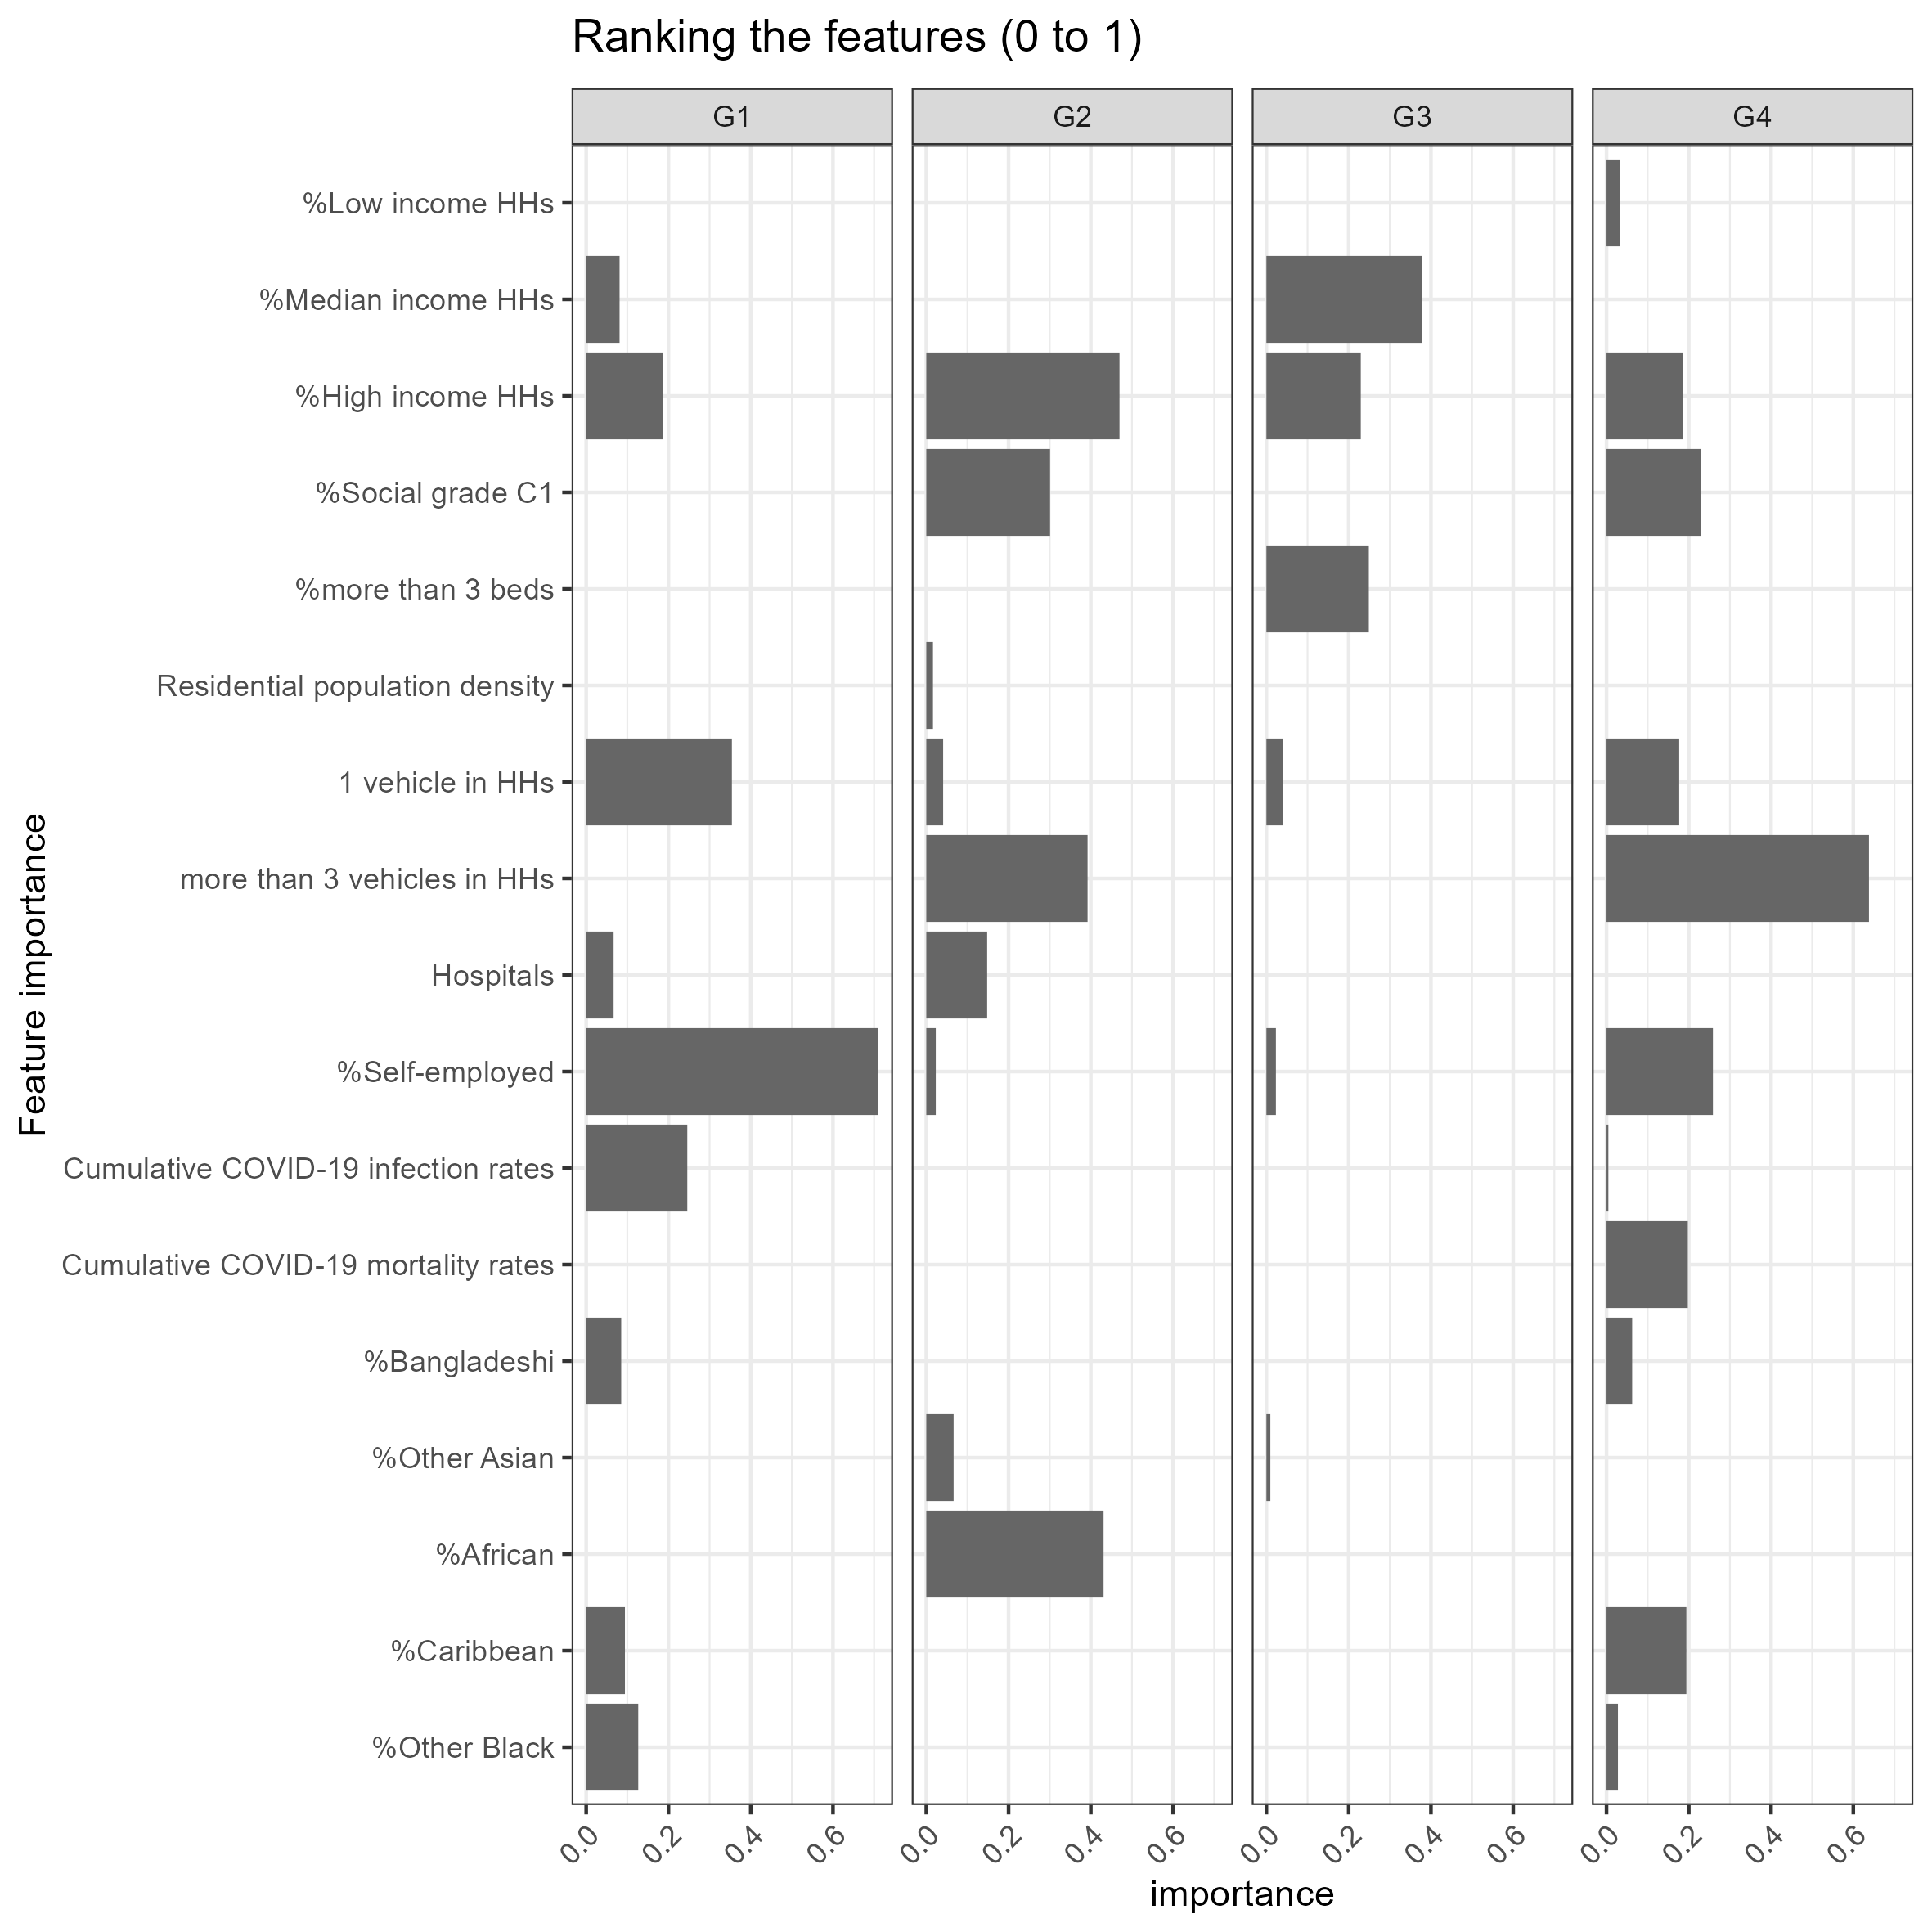 Ranking the features (0 to 1)
G1 G2 G3 G4
%Low income HHs
%Median income HHs
%High income HHs
%Social grade C1
%more than 3 beds
Residential population density
1 vehicle in HHs
more than 3 vehicles in HHs
Hospitals
%Self-employed
Cumulative COVID-19 infection rates
Cumulative COVID-19 mortality rates
%Bangladeshi
%Other Asian
%African
%Caribbean
%Other Black
Feature importance
0.0 0.2 0.4 0.6 0.0 0.2 0.4 0.6 0.0 0.2 0.4 0.6 0.0 0.2 0.4 0.6
importance